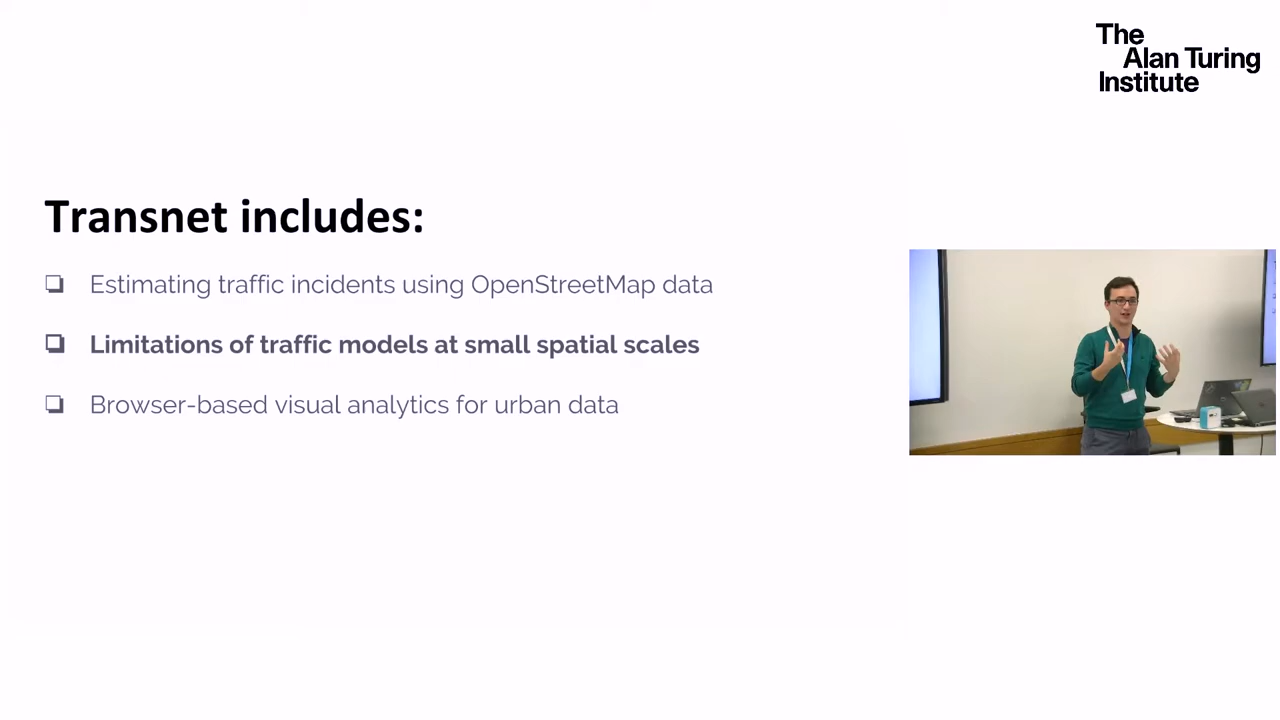 The
Alan Turing
Institute
Transnet includes:
Estimating traffic incidents using OpenStreetMap data
Limitations of traffic models at small spatial scales
Browser-based visual analytics for urban data